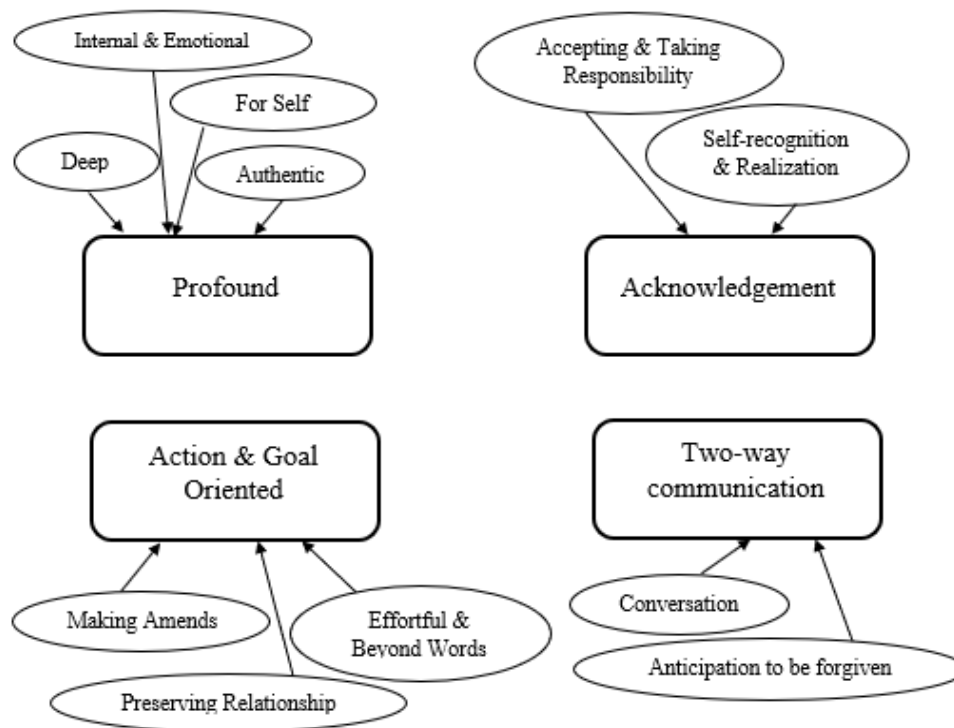 Internal & Emotional
For Self
Deep
Authentic
Profound
Accepting & Taking
Responsibility
Self-recognition
& Realization
Acknowledgement
Action & Goal
Oriented
Making Amends
Effortful &
Beyond Words
Preserving Relationship
Two-way
communication
Conversation
Anticipation to be forgiven